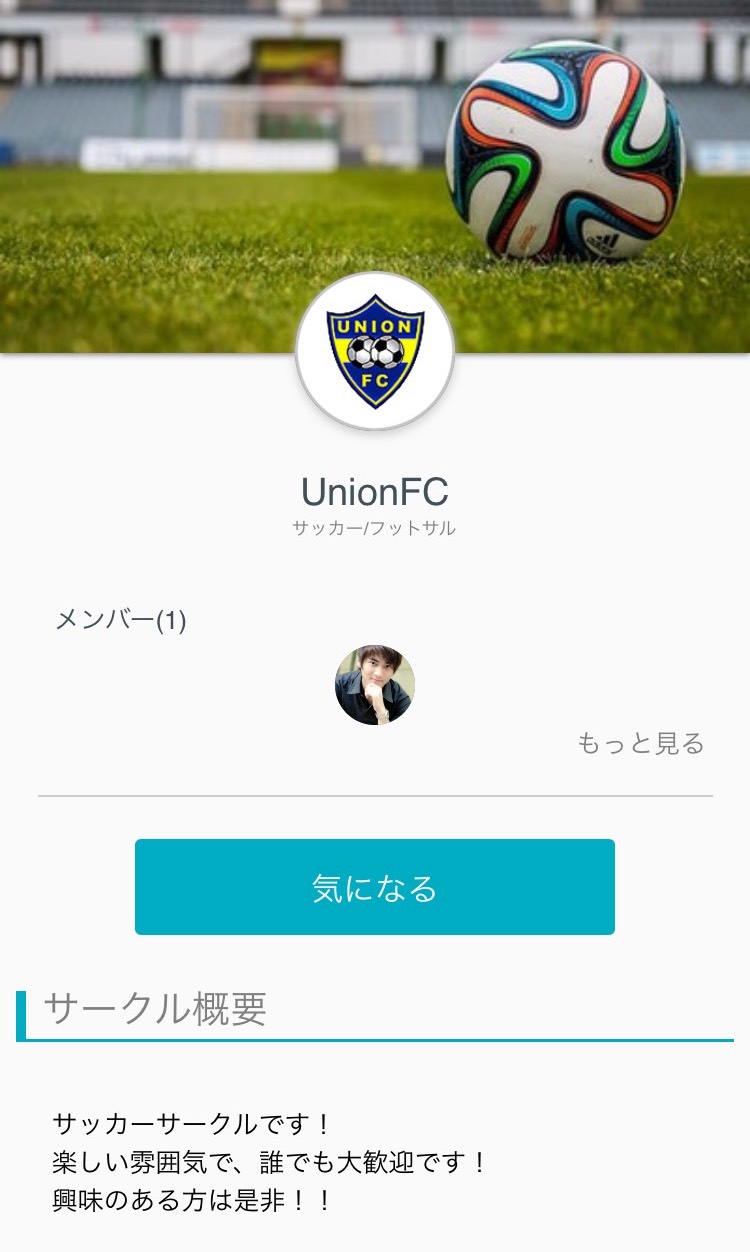 UNION
FC
UnionFC
サッカー/フットサル
メンバー(1)
もっと見る
気になる
サークル概要
サッカーサークルです！
楽しい雰囲気で、誰でも大歓迎です！
興味のある方は是非！！